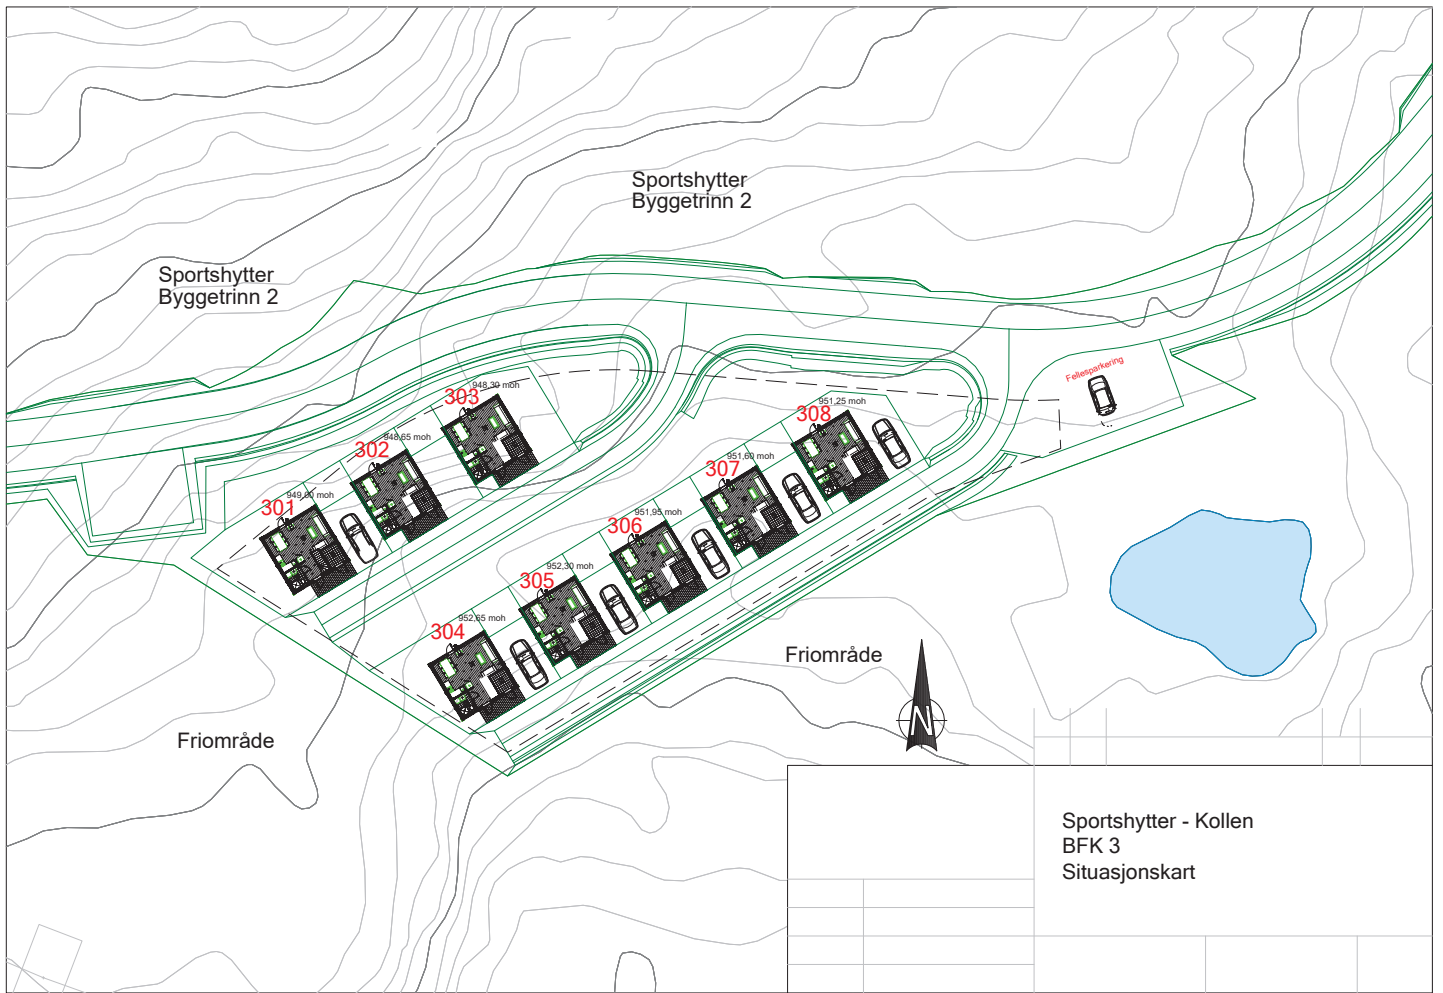 Sportshytter
Byggetrinn 2
Sportshytter
Byggetrinn 2
Fellesparkering
948,30 moh
303
951,25 moh
308
948,65 moh
302
951,60 moh
307
949,00 moh
301
951,95 moh
306
952,30 moh
305
952,65 moh
304
Friområde
Friområde
N
Sportshytter - Kollen
BFK 3
Situasjonskart